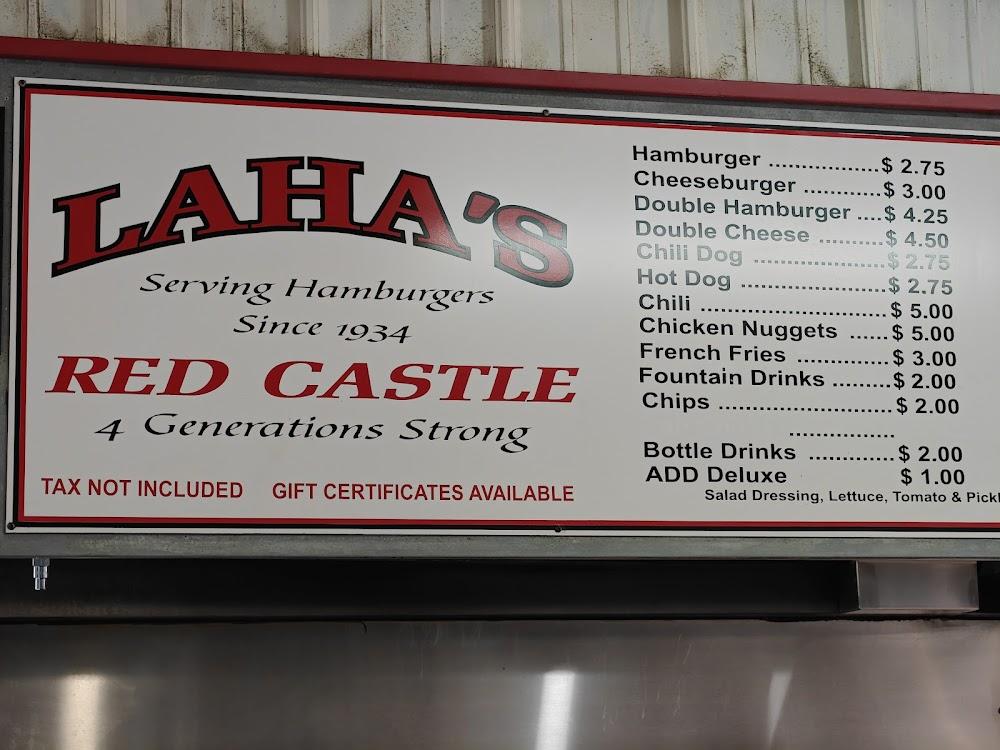 LAHA'S
Serving Hamburgers
Since 1934
RED CASTLE
4 Generations Strong
TAX NOT INCLUDED GIFT CERTIFICATES AVAILABLE
Hamburger ................$ 2.75
Cheeseburger ...........$ 3.00
Double Hamburger ....$ 4.25
Double Cheese .........$ 4.50
Chili Dog ..................$ 2.75
Hot Dog ....................$ 2.75
Chili ...........................$ 5.00
Chicken Nuggets ......$ 5.00
French Fries .............$ 3.00
Fountain Drinks .........$ 2.00
Chips .........................$ 2.00
................
Bottle Drinks .............$ 2.00
ADD Deluxe $ 1.00
Salad Dressing, Lettuce, Tomato &